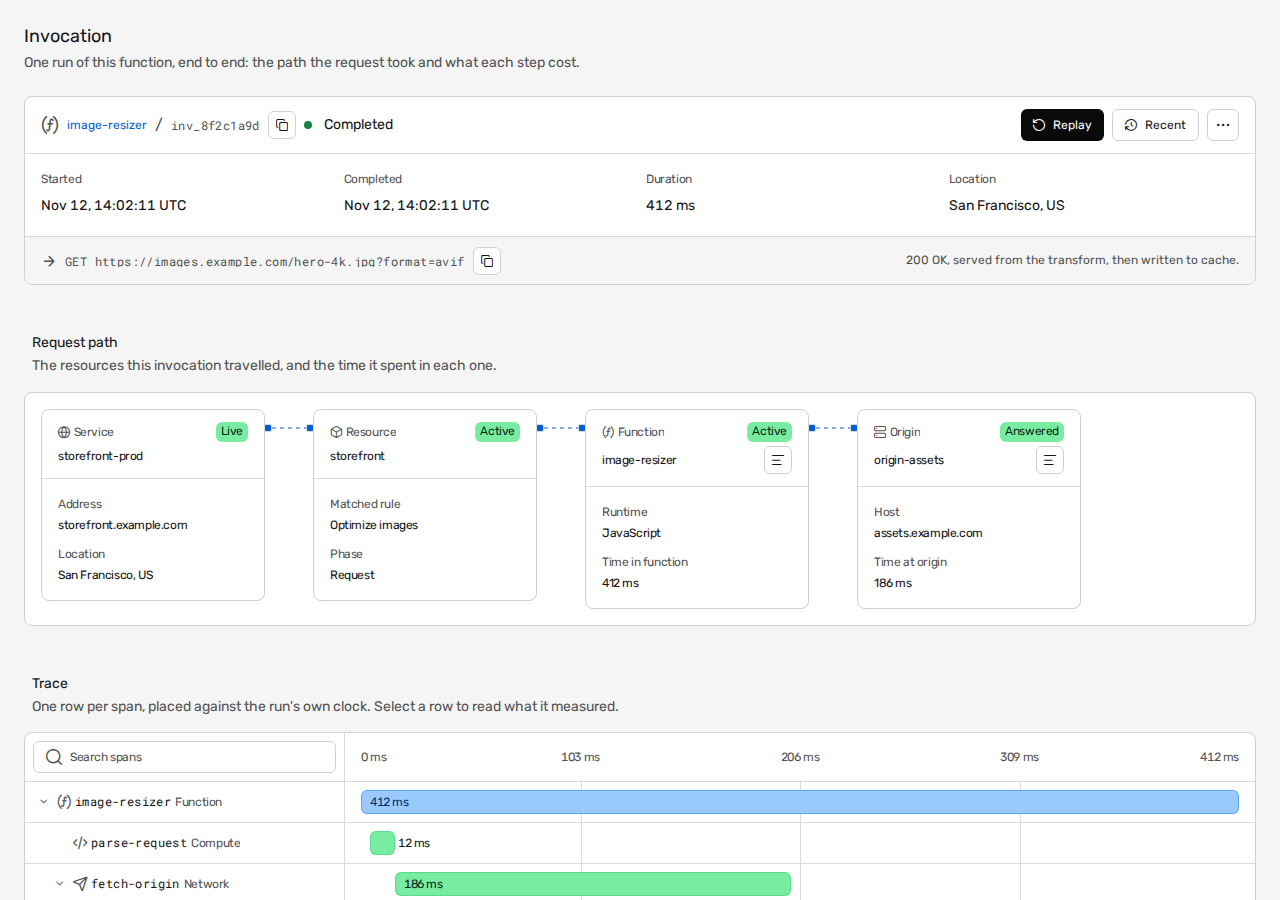 Invocation
One run of this function, end to end: the path the request took and what each step cost.
image-resizer / inv_8f2c1a9d Completed Replay Recent
Started Completed Duration Location
Nov 12, 14:02:11 UTC Nov 12, 14:02:11 UTC 412 ms San Francisco, US
GET https://images.example.com/hero-4k.jpg?format=avif 200 OK, served from the transform, then written to cache.
Request path
The resources this invocation travelled, and the time it spent in each one.
Service Live
storefront-prod
Address
storefront.example.com
Location
San Francisco, US
Resource Active
storefront
Matched rule
Optimize images
Phase
Request
Function Active
image-resizer
Runtime
JavaScript
Time in function
412 ms
Origin Answered
origin-assets
Host
assets.example.com
Time at origin
186 ms
Trace
One row per span, placed against the run's own clock. Select a row to read what it measured.
Search spans 0 ms 103 ms 206 ms 309 ms 412 ms
image-resizer Function 412 ms
parse-request Compute 12 ms
fetch-origin Network 186 ms